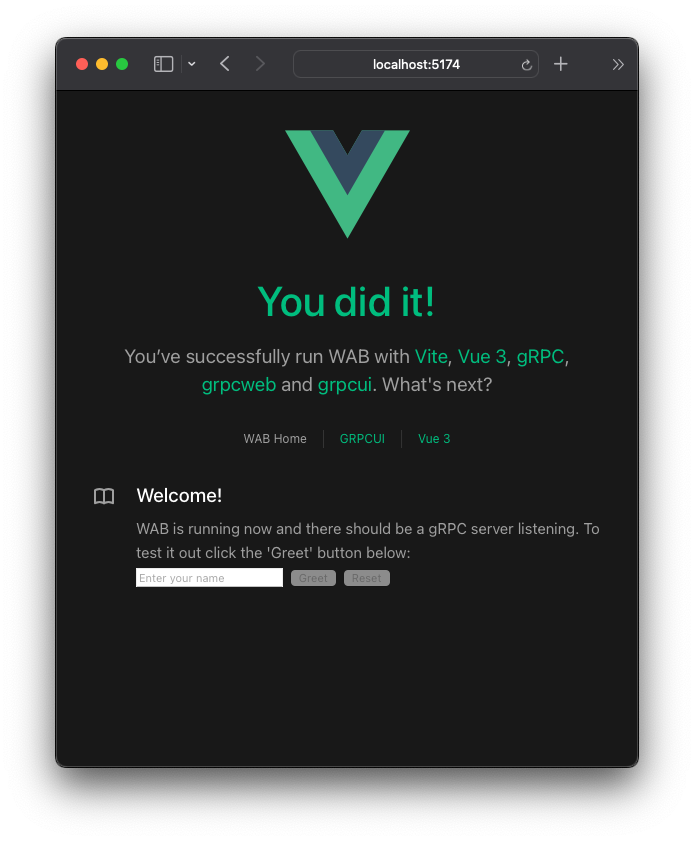 localhost:5174
You did it!
You’ve successfully run WAB with Vite, Vue 3, gRPC,
grpcweb and grpcui. What's next?
WAB Home GRPCUI Vue 3
Welcome!
WAB is running now and there should be a gRPC server listening. To
test it out click the 'Greet' button below:
Enter your name Greet Reset